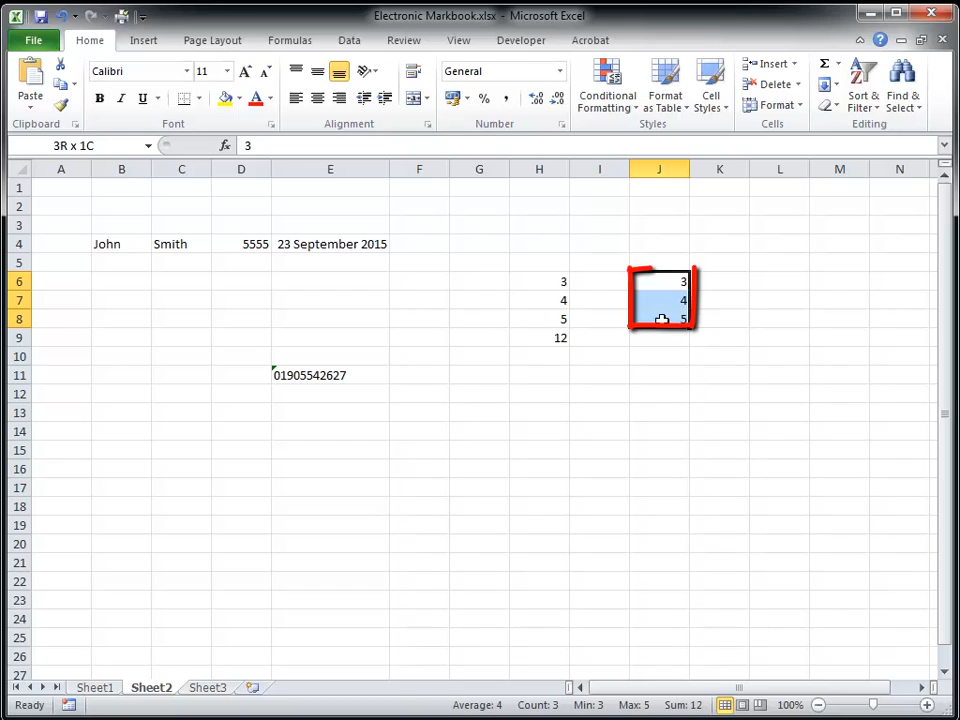 Electronic Markbook.xlsx - Microsoft Excel
File Home Insert Page Layout Formulas Data Review View Developer Acrobat
Paste
Clipboard
Calibri 11
B I U
Font
Alignment
General
% ,
Number
Conditional Formatting
Format as Table
Cell Styles
Styles
Insert
Delete
Format
Cells
Σ
Sort & Filter
Find & Select
Editing
3R x 1C fx 3
A B C D E F G H I J K L M N
1
2
3
4 John Smith 5555 23 September 2015
5
6 3 3
7 4 4
8 5 5
9 12
10
11 01905542627
12
13
14
15
16
17
18
19
20
21
22
23
24
25
26
27
Sheet1 Sheet2 Sheet3
Ready Average: 4 Count: 3 Min: 3 Max: 5 Sum: 12 100%